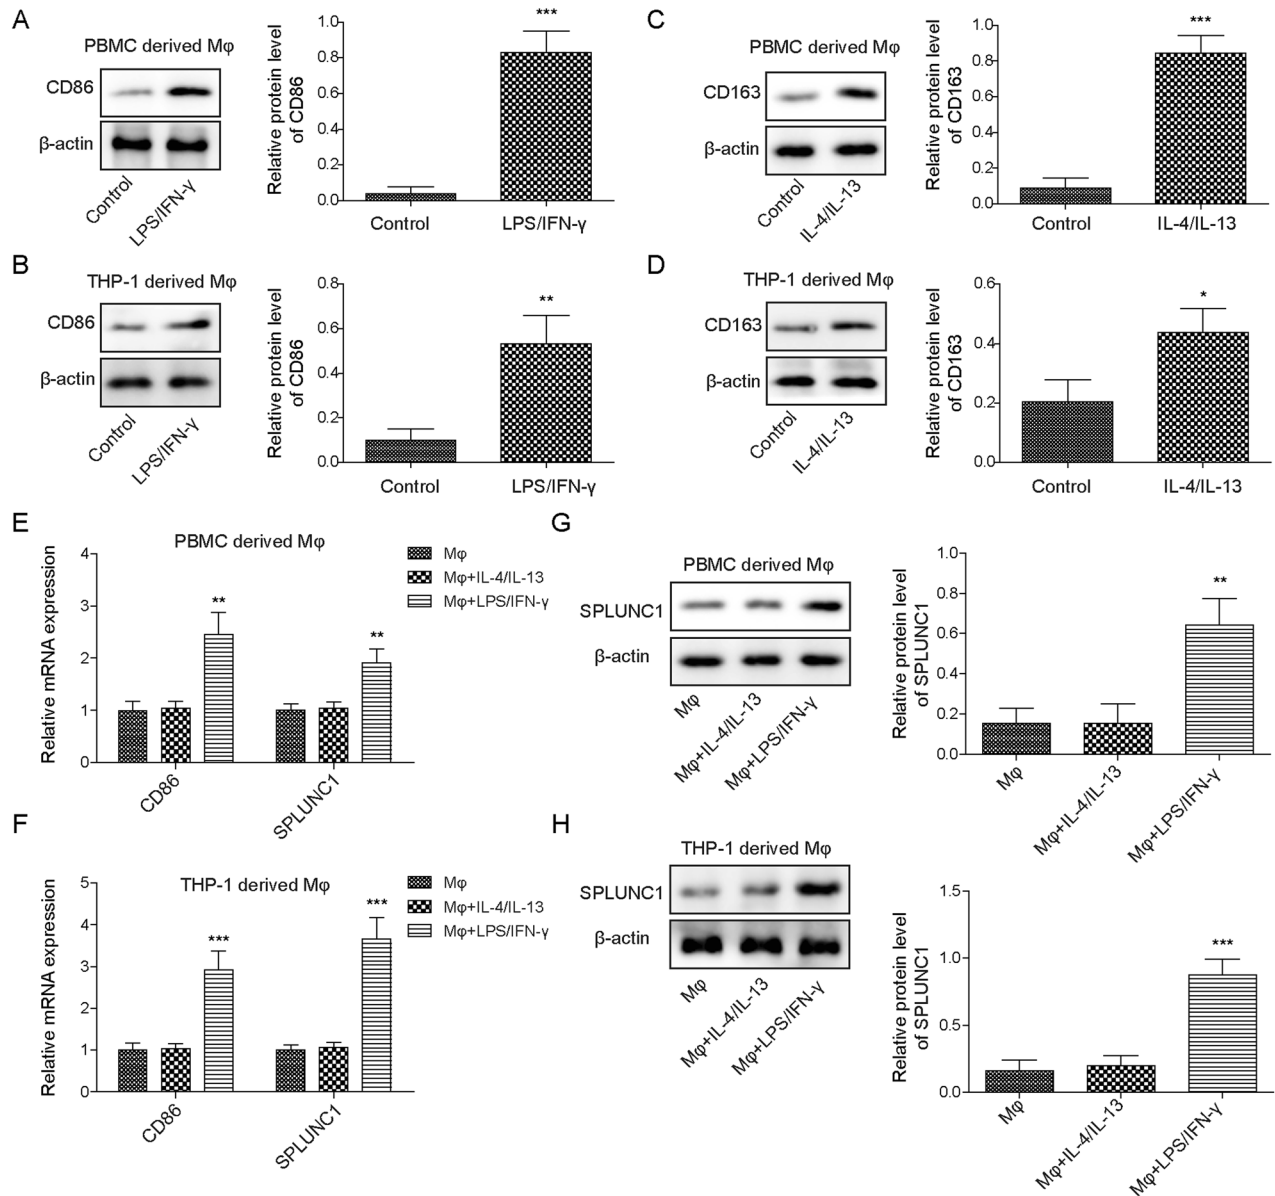 A
PBMC derived Mφ
CD86
β-actin
Control
LPS/IFN-γ
Relative protein level
of CD86
1.0
0.8
0.6
0.4
0.2
0.0
***
Control
LPS/IFN-γ
C
PBMC derived Mφ
CD163
β-actin
Control
IL-4/IL-13
Relative protein level
of CD163
1.0
0.8
0.6
0.4
0.2
0.0
***
Control
IL-4/IL-13
B
THP-1 derived Mφ
CD86
β-actin
Control
LPS/IFN-γ
Relative protein level
of CD86
0.8
0.6
0.4
0.2
0.0
**
Control
LPS/IFN-γ
D
THP-1 derived Mφ
CD163
β-actin
Control
IL-4/IL-13
Relative protein level
of CD163
0.6
0.4
0.2
0.0
*
Control
IL-4/IL-13
E
PBMC derived Mφ
Relative mRNA expression
4
3
2
1
0
**
**
CD86
SPLUNC1
Mφ
Mφ+IL-4/IL-13
Mφ+LPS/IFN-γ
G
PBMC derived Mφ
SPLUNC1
β-actin
Mφ
Mφ+IL-4/IL-13
Mφ+LPS/IFN-γ
Relative protein level
of SPLUNC1
1.0
0.8
0.6
0.4
0.2
0.0
**
Mφ
Mφ+IL-4/IL-13
Mφ+LPS/IFN-γ
F
THP-1 derived Mφ
Relative mRNA expression
5
4
3
2
1
0
***
***
CD86
SPLUNC1
Mφ
Mφ+IL-4/IL-13
Mφ+LPS/IFN-γ
H
THP-1 derived Mφ
SPLUNC1
β-actin
Mφ
Mφ+IL-4/IL-13
Mφ+LPS/IFN-γ
Relative protein level
of SPLUNC1
1.5
1.0
0.5
0.0
***
Mφ
Mφ+IL-4/IL-13
Mφ+LPS/IFN-γ